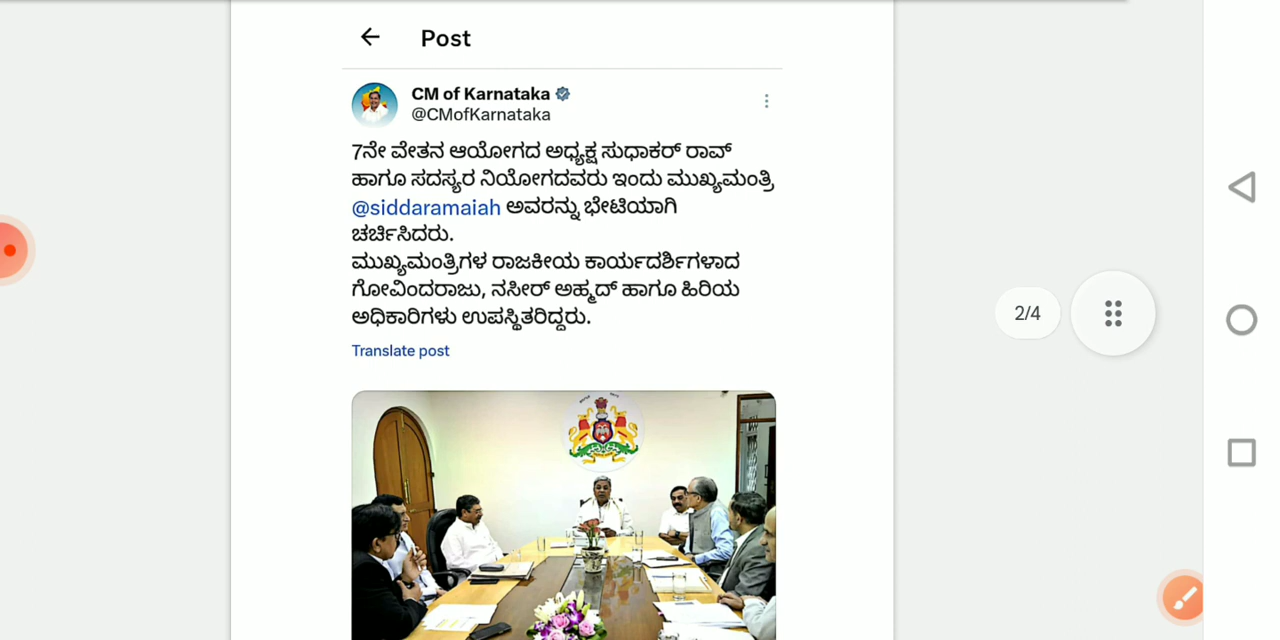 Post
CM of Karnataka
@CMofKarnataka
7ನೇ ವೇತನ ಆಯೋಗದ ಅಧ್ಯಕ್ಷ ಸುಧಾಕರ್ ರಾವ್
ಹಾಗೂ ಸದಸ್ಯರ ನಿಯೋಗದವರು ಇಂದು ಮುಖ್ಯಮಂತ್ರಿ
@siddaramaiah ಅವರನ್ನು ಭೇಟಿಯಾಗಿ
ಚರ್ಚಿಸಿದರು.
ಮುಖ್ಯಮಂತ್ರಿಗಳ ರಾಜಕೀಯ ಕಾರ್ಯದರ್ಶಿಗಳಾದ
ಗೋವಿಂದರಾಜು, ನಸೀರ್ ಅಹ್ಮದ್ ಹಾಗೂ ಹಿರಿಯ
ಅಧಿಕಾರಿಗಳು ಉಪಸ್ಥಿತರಿದ್ದರು.
Translate post
2/4